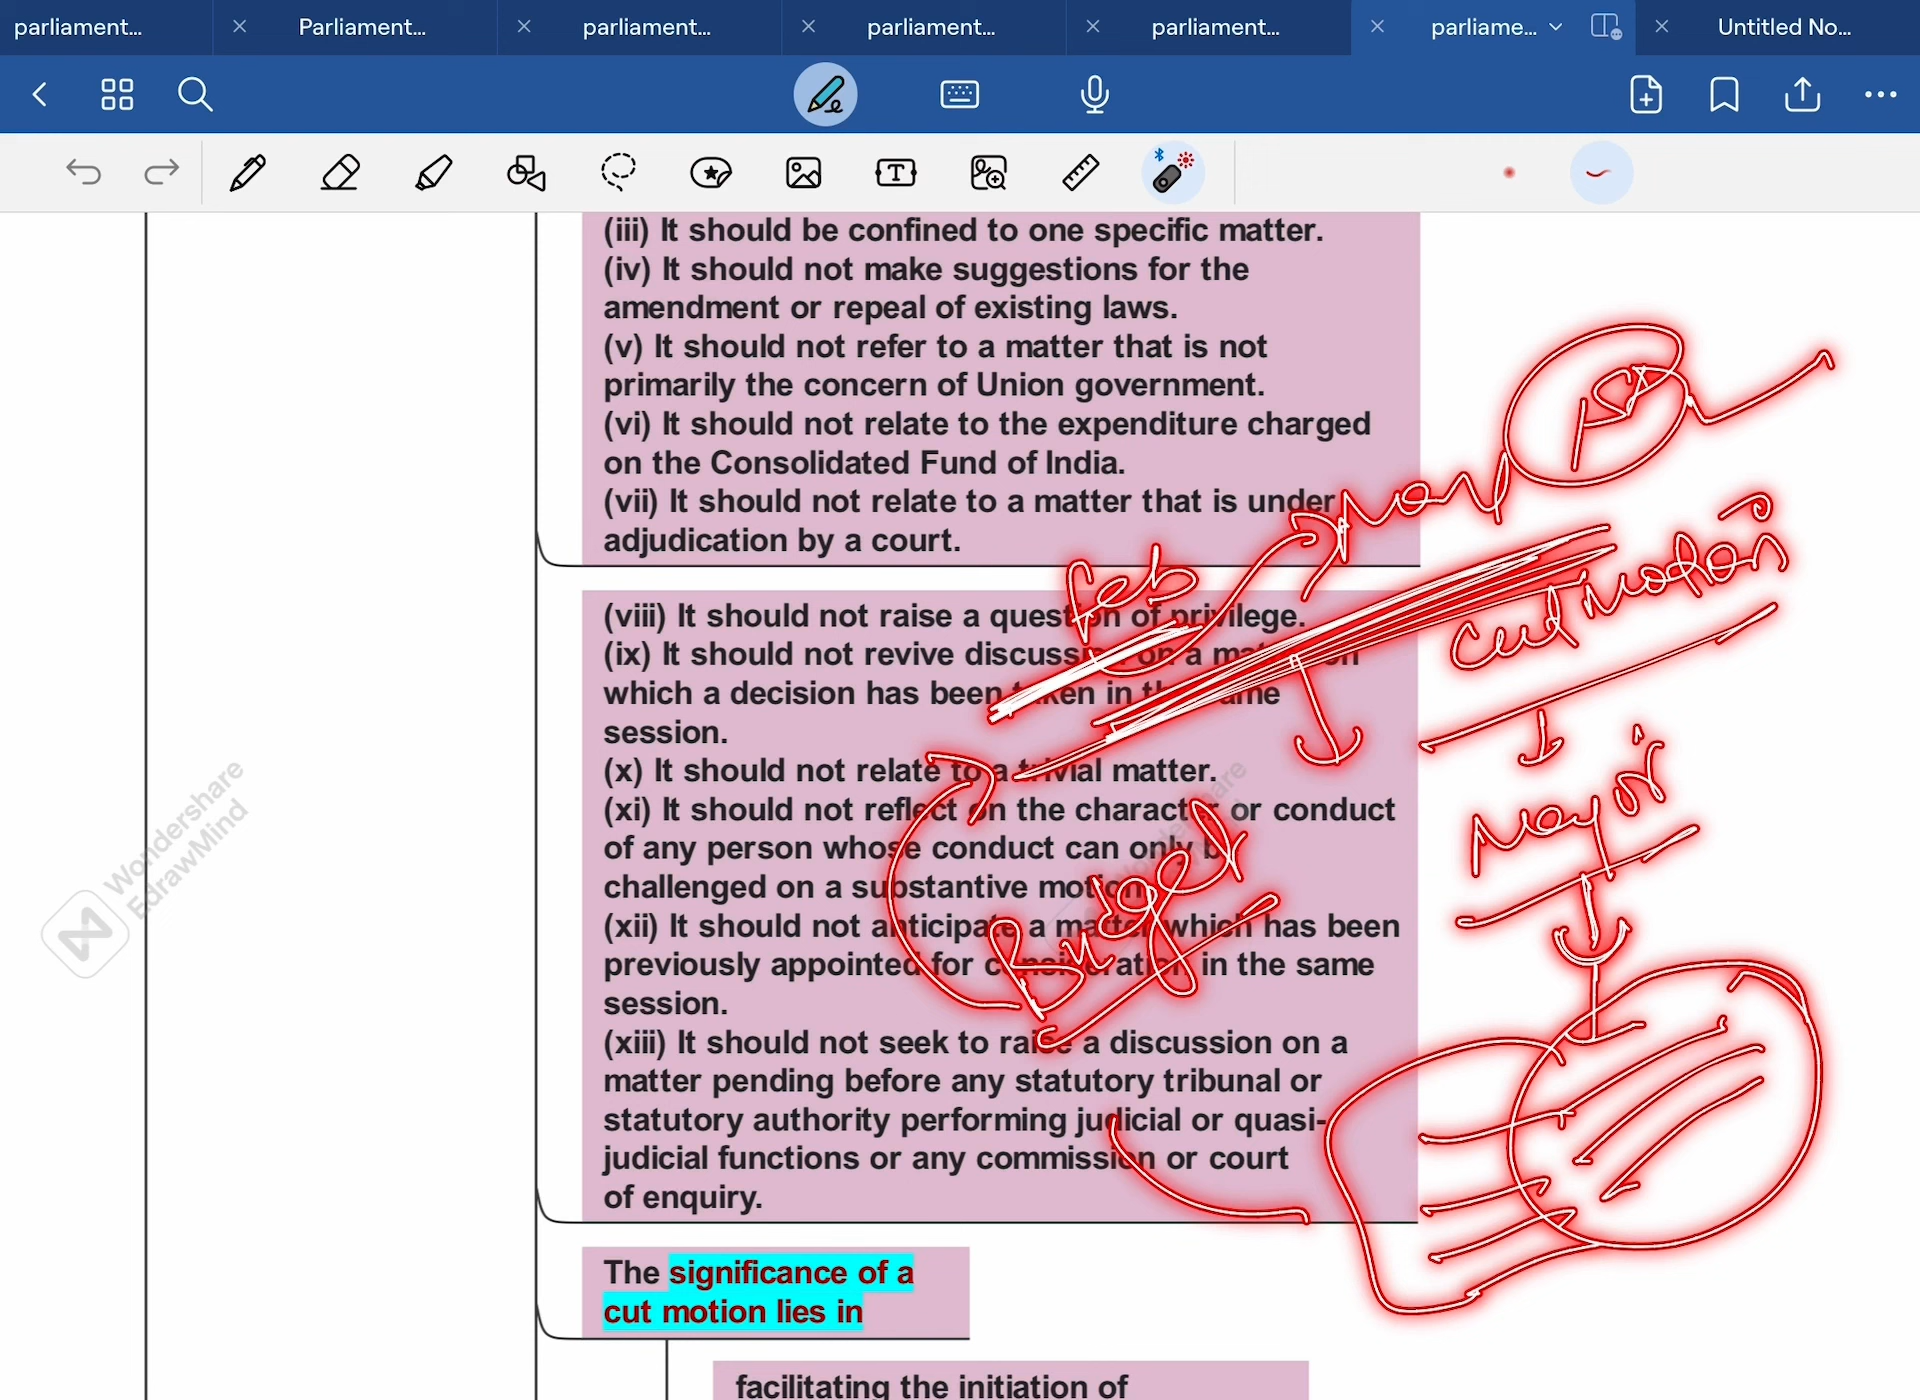 parliament...
Parliament...
parliament...
parliament...
parliament...
parliame...
Untitled No...
(iii) It should be confined to one specific matter.
(iv) It should not make suggestions for the
amendment or repeal of existing laws.
(v) It should not refer to a matter that is not
primarily the concern of Union government.
(vi) It should not relate to the expenditure charged
on the Consolidated Fund of India.
(vii) It should not relate to a matter that is under
adjudication by a court.
(viii) It should not raise a question of privilege.
(ix) It should not revive discussion on a matter on
which a decision has been taken in the same
session.
(x) It should not relate to a trivial matter.
(xi) It should not reflect on the character or conduct
of any person whose conduct can only be
challenged on a substantive motion.
(xii) It should not anticipate a matter which has been
previously appointed for consideration in the same
session.
(xiii) It should not seek to raise a discussion on a
matter pending before any statutory tribunal or
statutory authority performing judicial or quasi-
judicial functions or any commission or court
of enquiry.
The significance of a
cut motion lies in
facilitating the initiation of
feb
cut motion
Budget
Wondershare
EdrawMind